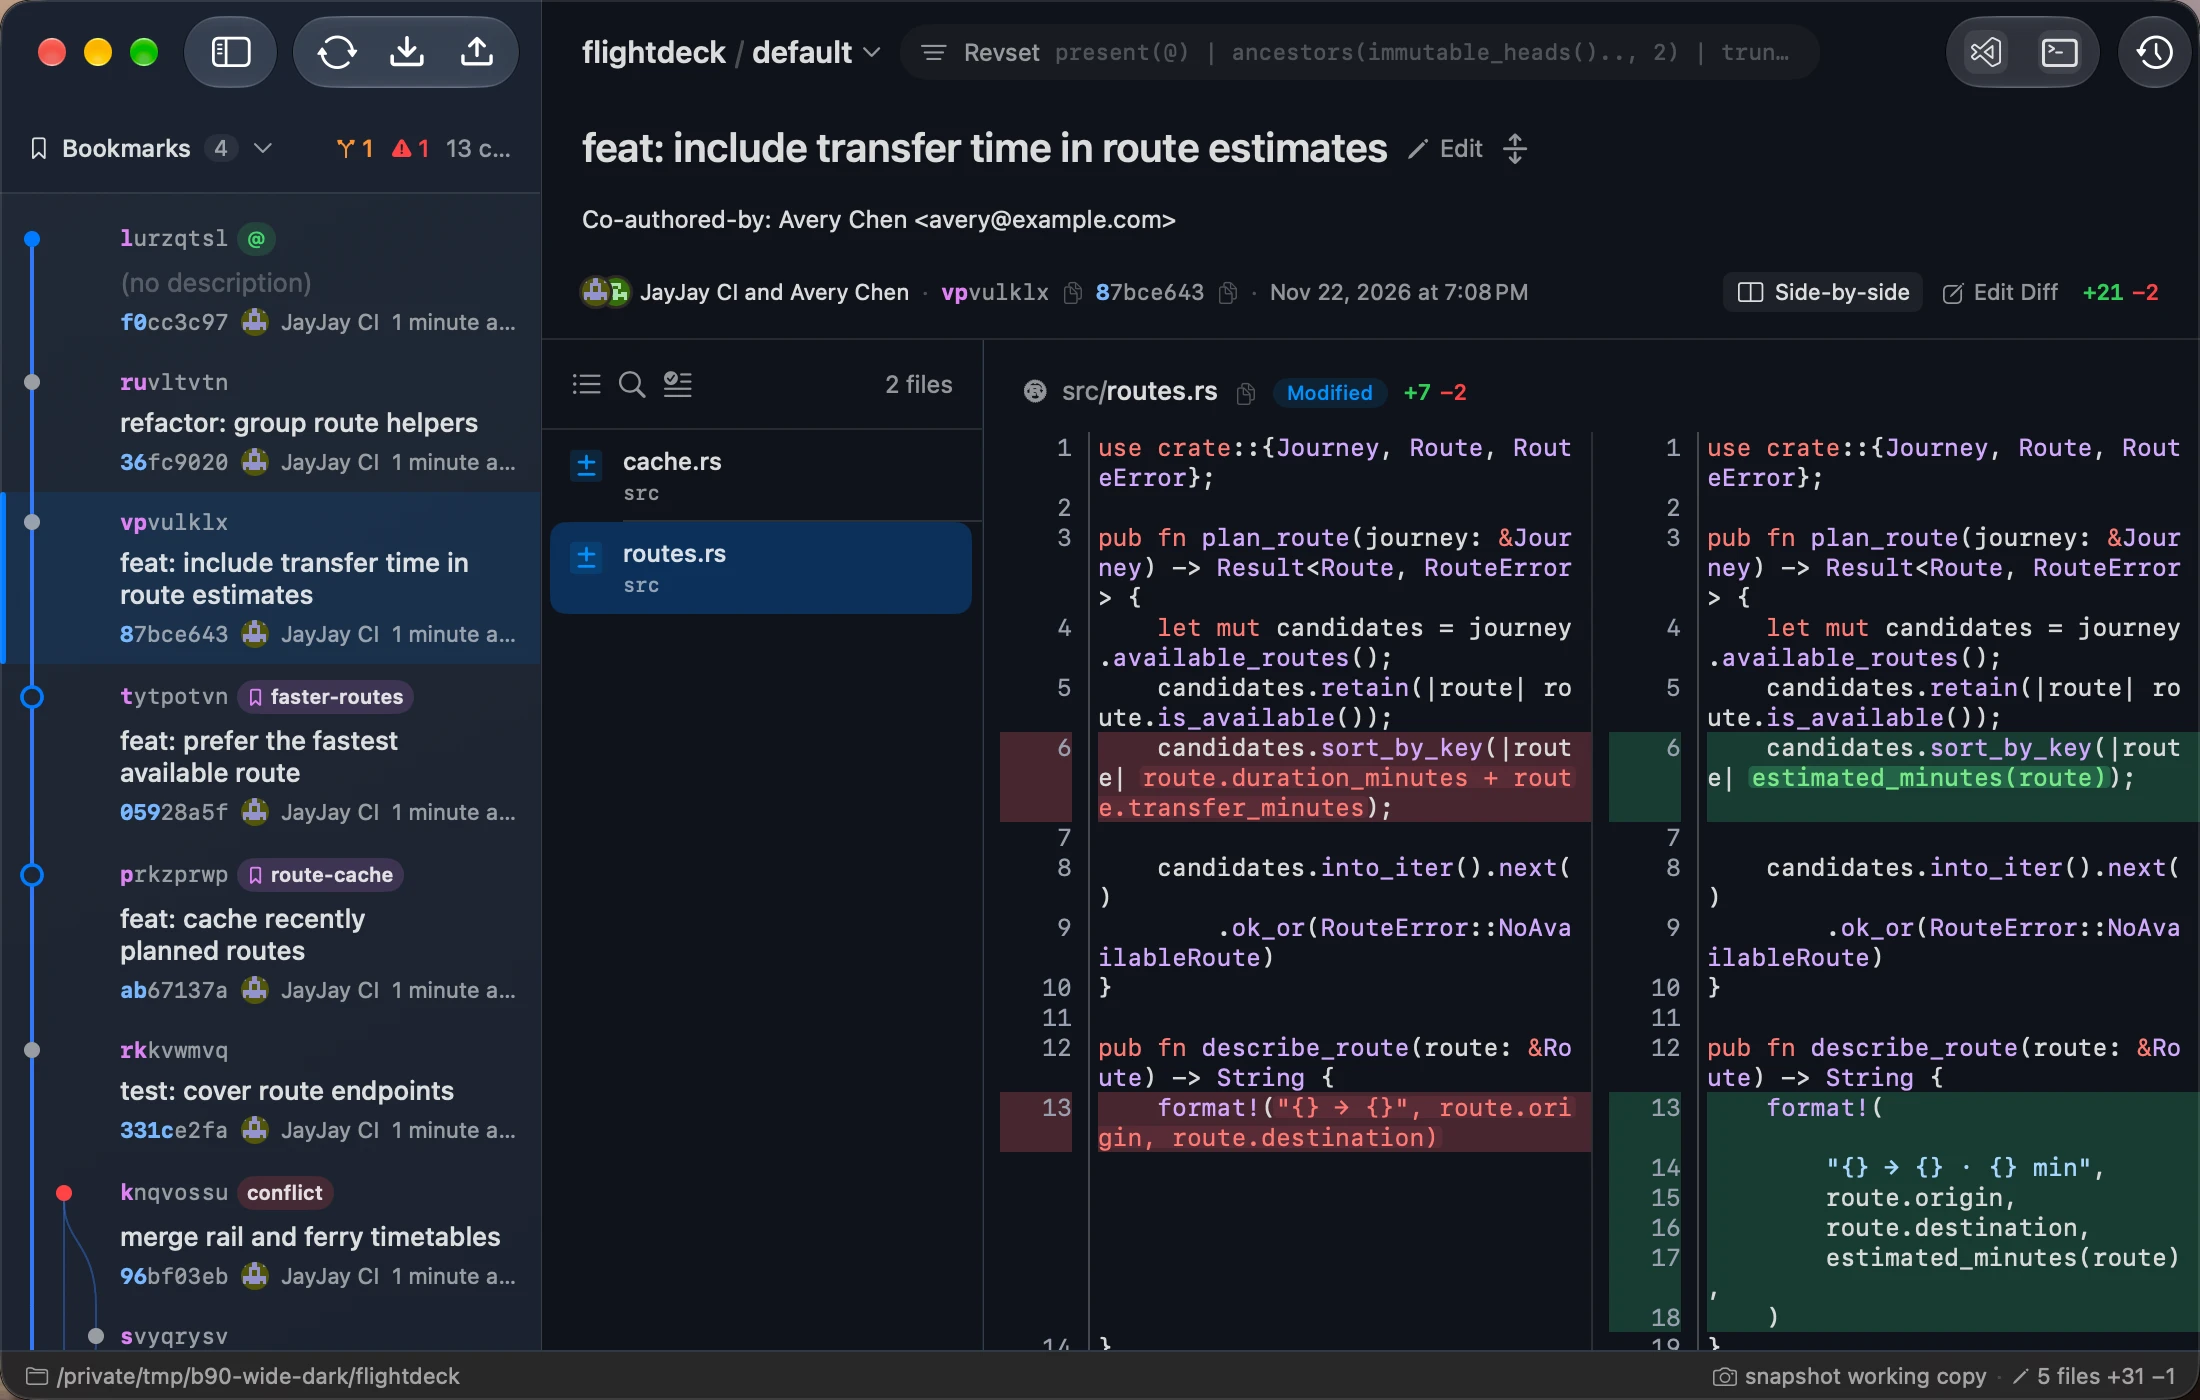 flightdeck / default
Revset present(@) | ancestors(immutable_heads().., 2) | trun…
Bookmarks 4
1 1 13 c…
lurzqtsl @
(no description)
f0cc3c97 JayJay CI 1 minute a…
ruvltvtn
refactor: group route helpers
36fc9020 JayJay CI 1 minute a…
vpvulklx
feat: include transfer time in
route estimates
87bce643 JayJay CI 1 minute a…
tytpotvn faster-routes
feat: prefer the fastest
available route
05928a5f JayJay CI 1 minute a…
prkzprwp route-cache
feat: cache recently
planned routes
ab67137a JayJay CI 1 minute a…
rkkvwmvq
test: cover route endpoints
331ce2fa JayJay CI 1 minute a…
knqvossu conflict
merge rail and ferry timetables
96bf03eb JayJay CI 1 minute a…
svyqrysv
feat: include transfer time in route estimates Edit
Co-authored-by: Avery Chen <avery@example.com>
JayJay CI and Avery Chen · vpvulklx 87bce643 · Nov 22, 2026 at 7:08 PM
Side-by-side Edit Diff +21 −2
2 files
cache.rs
src
routes.rs
src
src/routes.rs Modified +7 −2
1 use crate::{Journey, Route, Rout
eError};
2
3 pub fn plan_route(journey: &Jour
ney) -> Result<Route, RouteError
> {
4 let mut candidates = journey
.available_routes();
5 candidates.retain(|route| ro
ute.is_available());
6 candidates.sort_by_key(|rout
e| route.duration_minutes + rout
e.transfer_minutes);
7
8 candidates.into_iter().next(
)
9 .ok_or(RouteError::NoAva
ilableRoute)
10 }
11
12 pub fn describe_route(route: &Ro
ute) -> String {
13 format!("{} → {}", route.ori
gin, route.destination)
14 }
1 use crate::{Journey, Route, Rout
eError};
2
3 pub fn plan_route(journey: &Jour
ney) -> Result<Route, RouteError
> {
4 let mut candidates = journey
.available_routes();
5 candidates.retain(|route| ro
ute.is_available());
6 candidates.sort_by_key(|rout
e| estimated_minutes(route));
7
8 candidates.into_iter().next(
)
9 .ok_or(RouteError::NoAva
ilableRoute)
10 }
11
12 pub fn describe_route(route: &Ro
ute) -> String {
13 format!(
14 "{} → {} · {} min",
15 route.origin,
16 route.destination,
17 estimated_minutes(route)
,
18 )
19 }
/private/tmp/b90-wide-dark/flightdeck
snapshot working copy · 5 files +31 −1